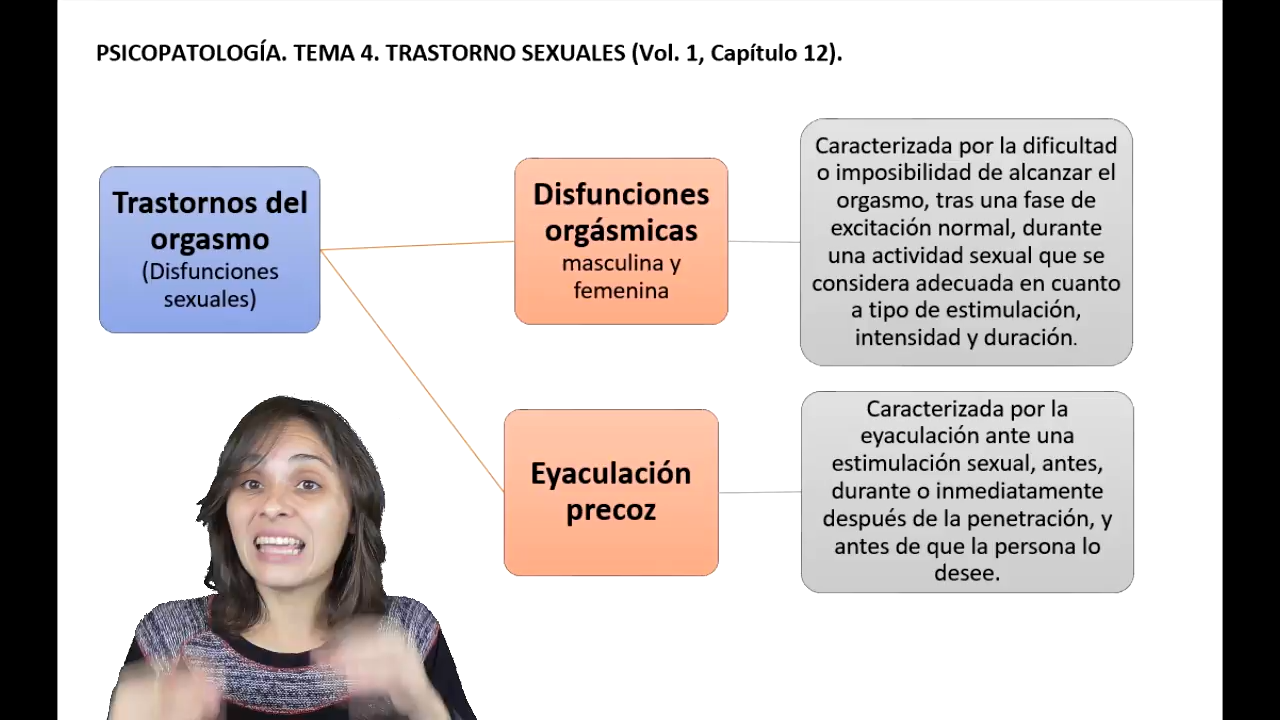 PSICOPATOLOGÍA. TEMA 4. TRASTORNO SEXUALES (Vol. 1, Capítulo 12).
Trastornos del
orgasmo
(Disfunciones
sexuales)
Disfunciones
orgásmicas
masculina y
femenina
Caracterizada por la dificultad
o imposibilidad de alcanzar el
orgasmo, tras una fase de
excitación normal, durante
una actividad sexual que se
considera adecuada en cuanto
a tipo de estimulación,
intensidad y duración.
Eyaculación
precoz
Caracterizada por la
eyaculación ante una
estimulación sexual, antes,
durante o inmediatamente
después de la penetración, y
antes de que la persona lo
desee.